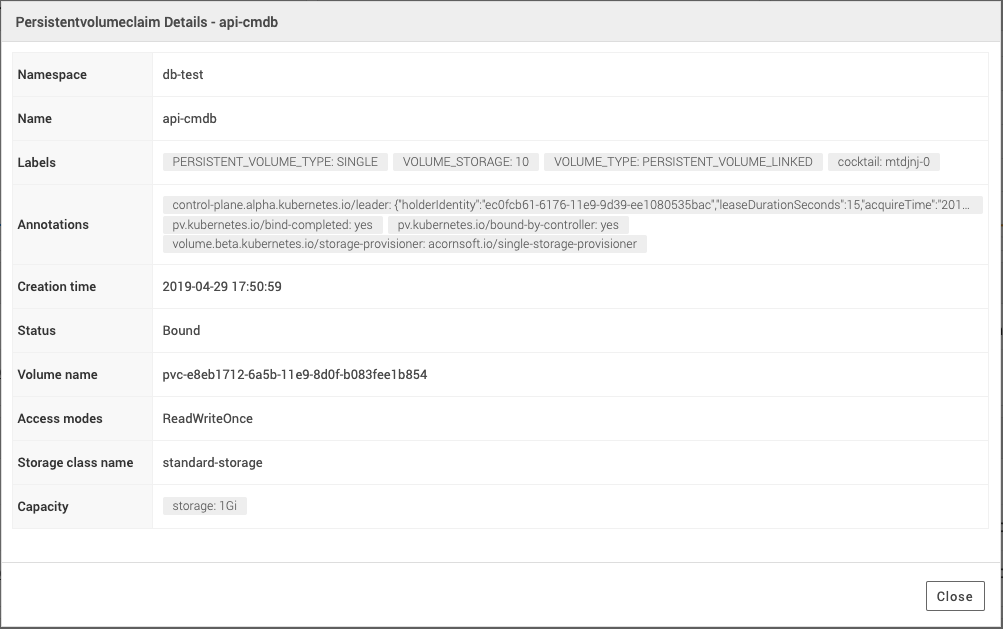 Persistentvolumeclaim Details - api-cmdb
Namespace db-test
Name api-cmdb
Labels PERSISTENT_VOLUME_TYPE: SINGLE VOLUME_STORAGE: 10 VOLUME_TYPE: PERSISTENT_VOLUME_LINKED cocktail: mtdjnj-0
Annotations control-plane.alpha.kubernetes.io/leader: {"holderIdentity":"ec0fcb61-6176-11e9-9d39-ee1080535bac","leaseDurationSeconds":15,"acquireTime":"201...
pv.kubernetes.io/bind-completed: yes pv.kubernetes.io/bound-by-controller: yes
volume.beta.kubernetes.io/storage-provisioner: acornsoft.io/single-storage-provisioner
Creation time 2019-04-29 17:50:59
Status Bound
Volume name pvc-e8eb1712-6a5b-11e9-8d0f-b083fee1b854
Access modes ReadWriteOnce
Storage class name standard-storage
Capacity storage: 1Gi
Close